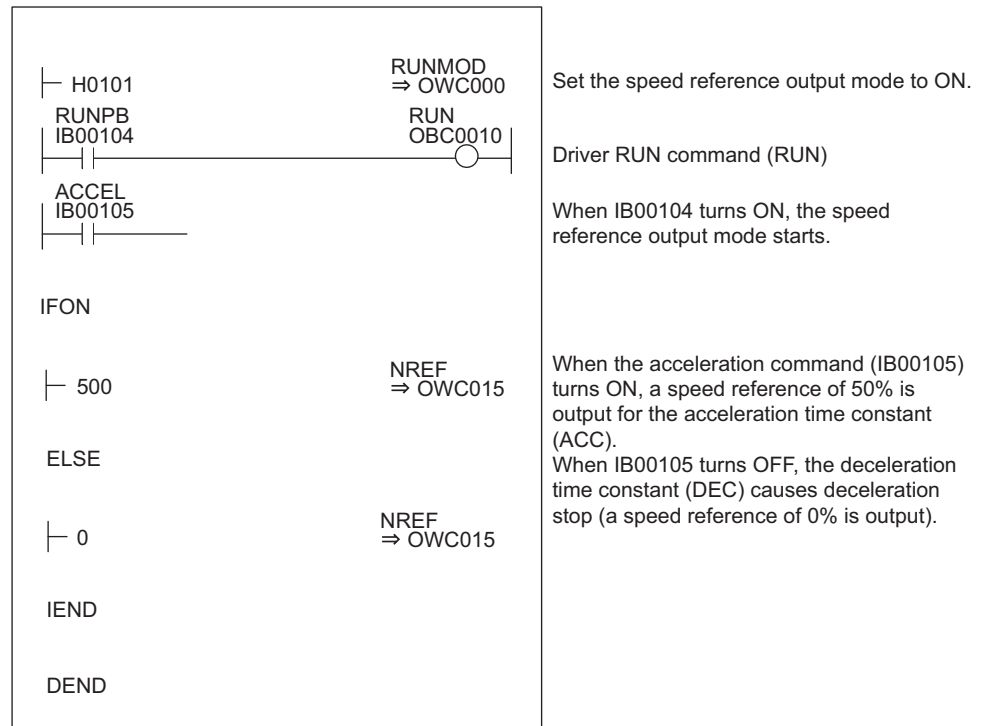 RUNMOD
H0101 ⇒ OWC000
Set the speed reference output mode to ON.
RUNPB RUN
IB00104 OBC0010
Driver RUN command (RUN)
ACCEL
IB00105
When IB00104 turns ON, the speed
reference output mode starts.
IFON
NREF
500 ⇒ OWC015
When the acceleration command (IB00105)
turns ON, a speed reference of 50% is
output for the acceleration time constant
(ACC).
ELSE
When IB00105 turns OFF, the deceleration
time constant (DEC) causes deceleration
stop (a speed reference of 0% is output).
NREF
0 ⇒ OWC015
IEND
DEND